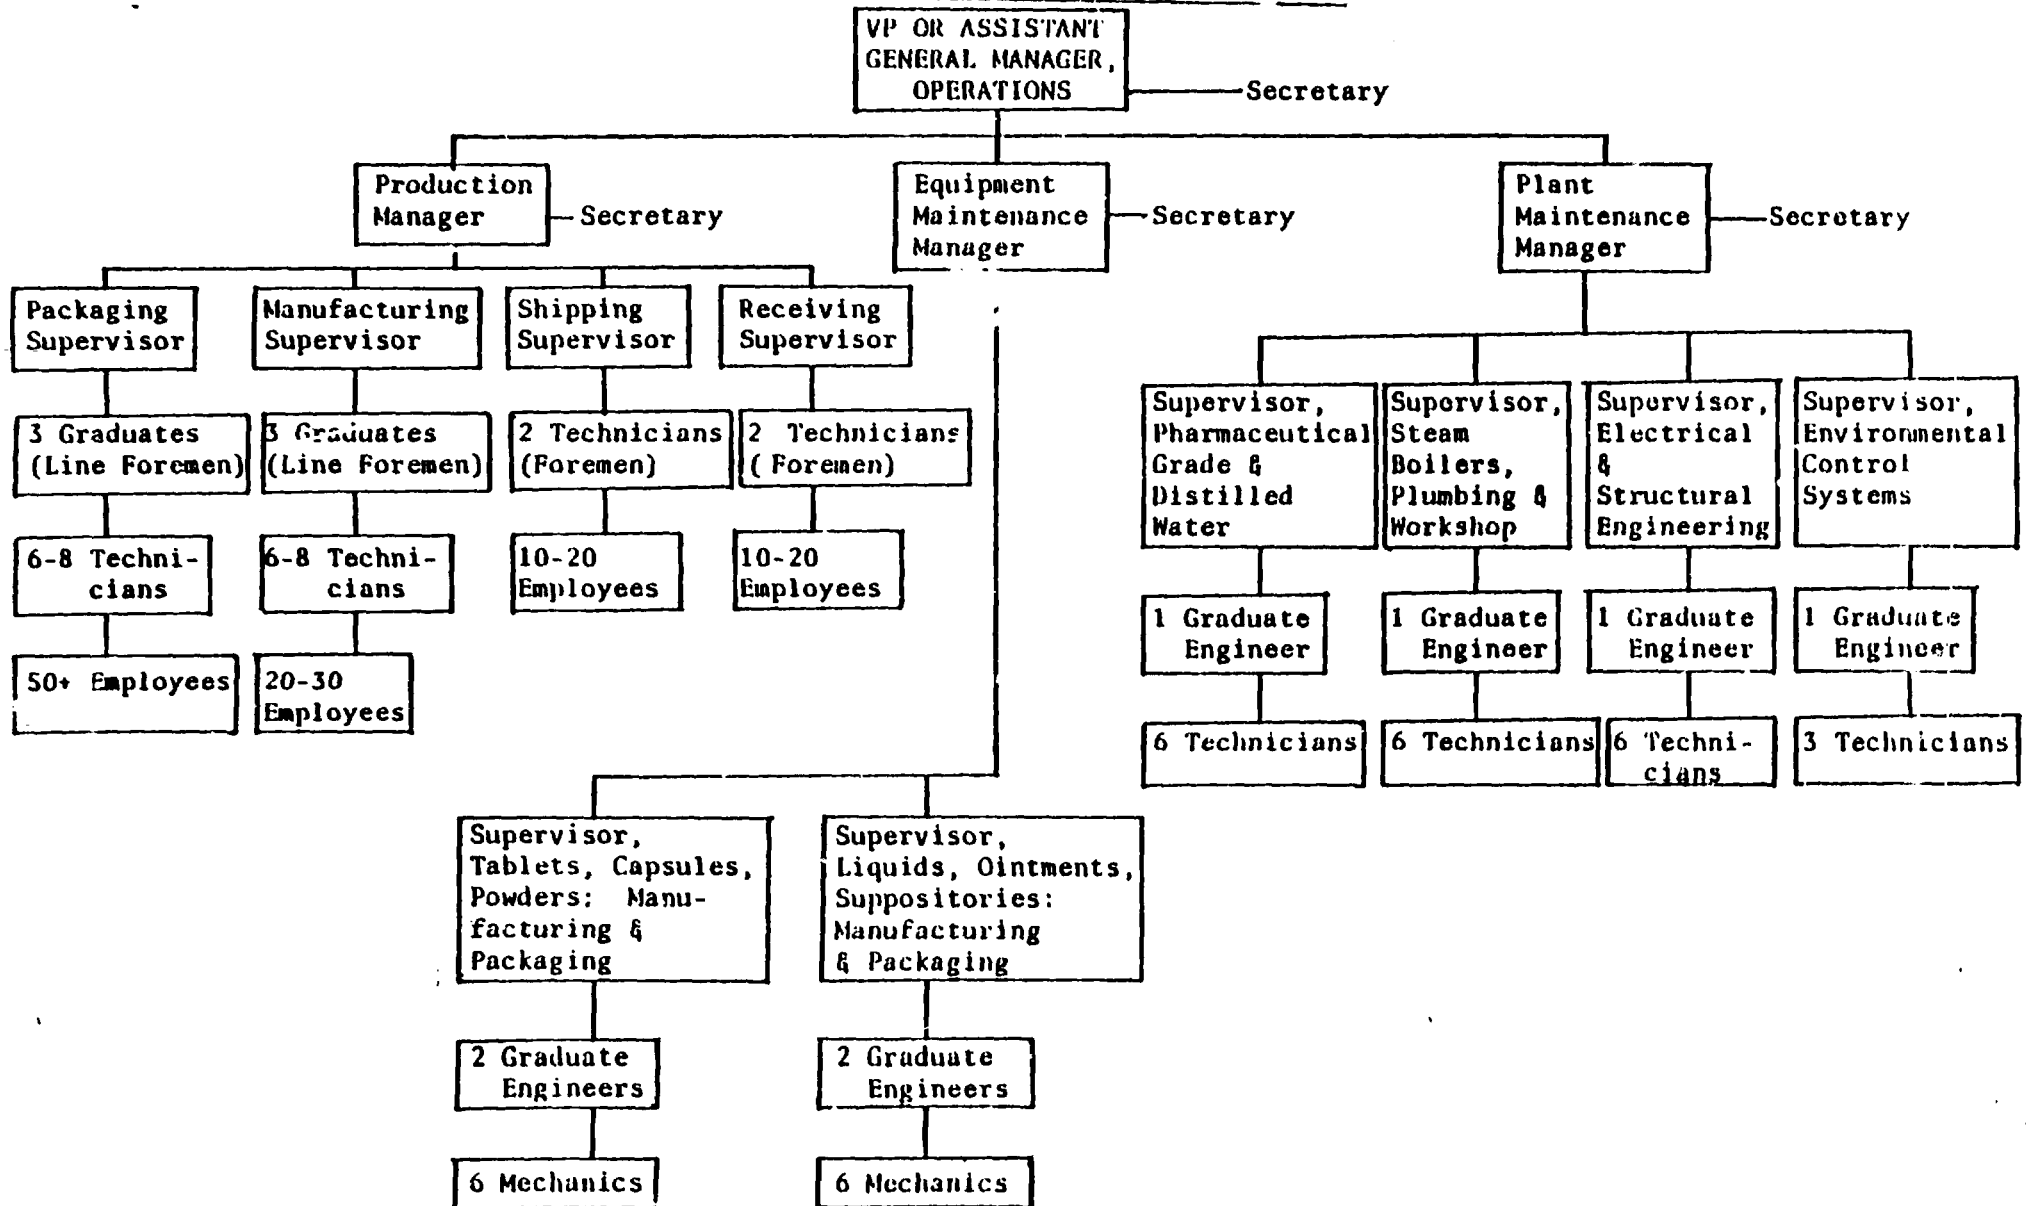 VP OR ASSISTANT
GENERAL MANAGER,
OPERATIONS
Secretary
Production
Manager
Secretary
Equipment
Maintenance
Manager
Secretary
Plant
Maintenance
Manager
Secretary
Packaging
Supervisor
Manufacturing
Supervisor
Shipping
Supervisor
Receiving
Supervisor
3 Graduates
(Line Foremen)
3 Graduates
(Line Foremen)
2 Technicians
(Foremen)
2 Technicians
(Foremen)
6-8 Techni-
cians
6-8 Techni-
cians
10-20
Employees
10-20
Employees
50+ Employees
20-30
Employees
Supervisor,
Pharmaceutical
Grade &
Distilled
Water
Supervisor,
Steam
Boilers,
Plumbing &
Workshop
Supervisor,
Electrical
&
Structural
Engineering
Supervisor,
Environmental
Control
Systems
1 Graduate
Engineer
1 Graduate
Engineer
1 Graduate
Engineer
1 Graduate
Engineer
6 Technicians
6 Technicians
6 Techni-
cians
3 Technicians
Supervisor,
Tablets, Capsules,
Powders: Manu-
facturing &
Packaging
Supervisor,
Liquids, Ointments,
Suppositories:
Manufacturing
& Packaging
2 Graduate
Engineers
2 Graduate
Engineers
6 Mechanics
6 Mechanics